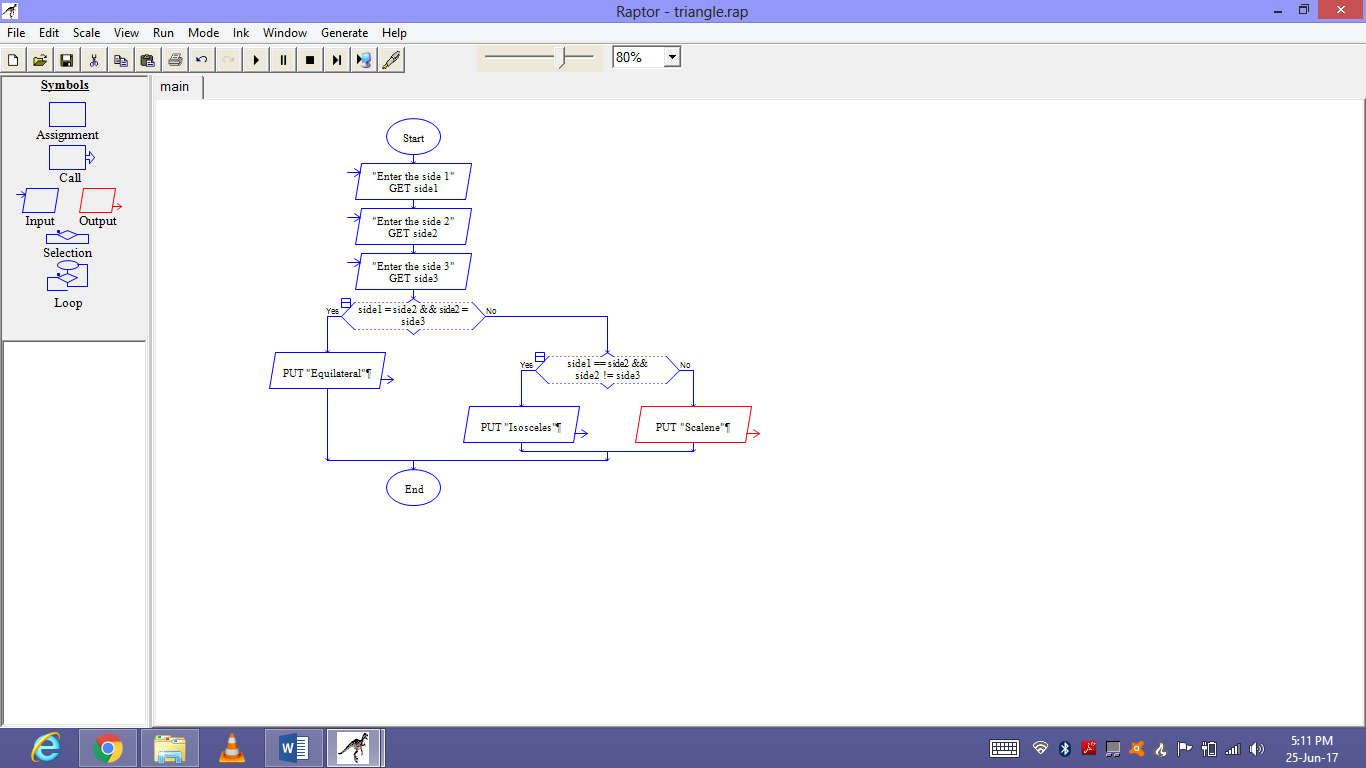 Raptor - triangle.rap
File Edit Scale View Run Mode Ink Window Generate Help
80%
Symbols
Assignment
Call
Input Output
Selection
Loop
main
Start
"Enter the side 1"
GET side1
"Enter the side 2"
GET side2
"Enter the side 3"
GET side3
Yes
side1 = side2 && side2 =
side3
No
PUT "Equilateral"¶
Yes
side1 == side2 &&
side2 != side3
No
PUT "Isosceles"¶
PUT "Scalene"¶
End
5:11 PM
25-Jun-17